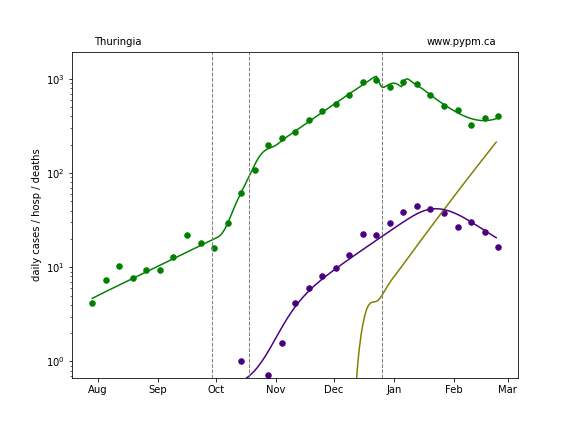 Thuringia www.pypm.ca
daily cases / hosp / deaths
10³
10²
10¹
10⁰
Aug Sep Oct Nov Dec Jan Feb Mar